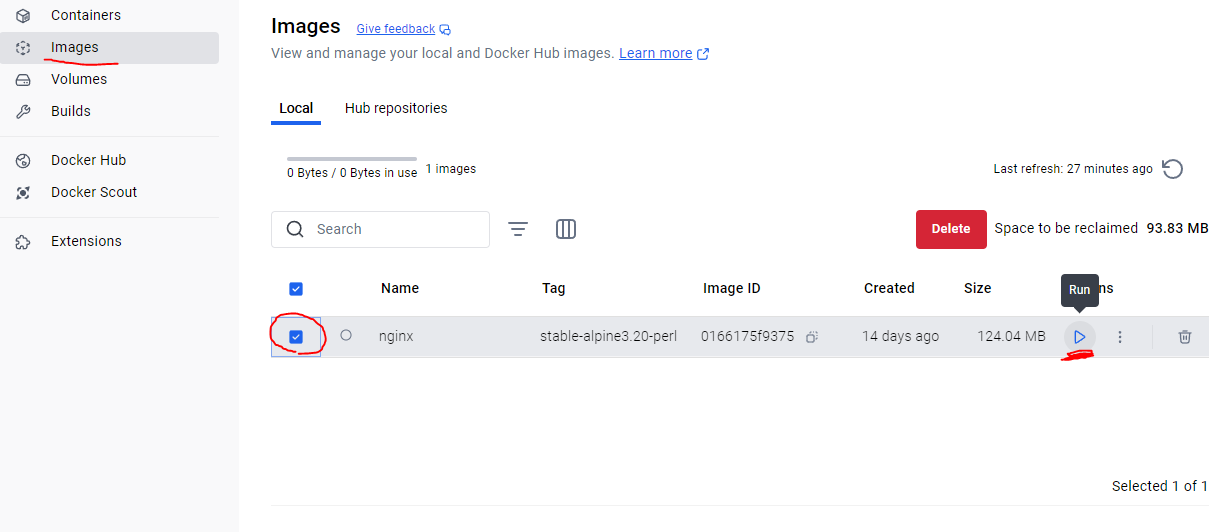 Containers
Images
Volumes
Builds
Docker Hub
Docker Scout
Extensions
Images Give feedback
View and manage your local and Docker Hub images. Learn more
Local Hub repositories
0 Bytes / 0 Bytes in use 1 images
Last refresh: 27 minutes ago
Search
Delete Space to be reclaimed 93.83 MB
Run
Name Tag Image ID Created Size ns
nginx stable-alpine3.20-perl 0166175f9375 14 days ago 124.04 MB
Selected 1 of 1